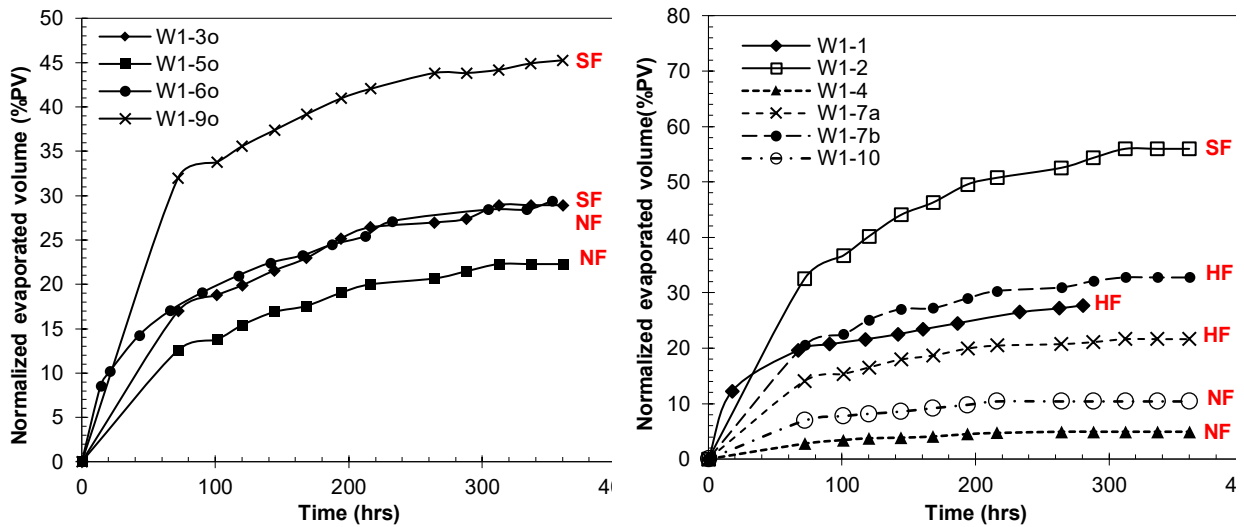 Normalized evaporated volume (%PV)
50
45
40
35
30
25
20
15
10
5
0
W1-3o
W1-5o
W1-6o
W1-9o
SF
SF
NF
NF
0
100
200
300
40
Time (hrs)
Normalized evaporated volume(%PV)
80
70
60
50
40
30
20
10
0
W1-1
W1-2
W1-4
W1-7a
W1-7b
W1-10
SF
HF
HF
HF
NF
NF
0
100
200
300
Time (hrs)